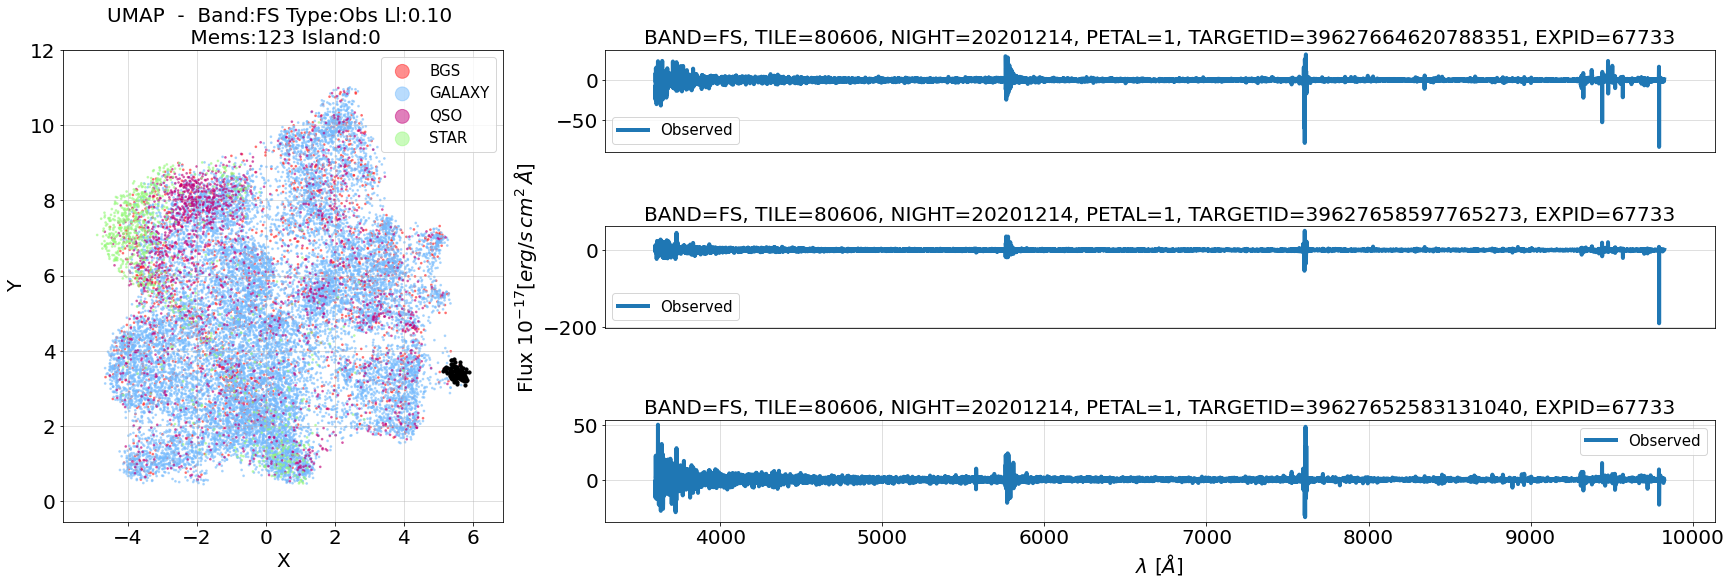 UMAP - Band:FS Type:Obs Ll:0.10
Mems:123 Island:0
BGS
GALAXY
QSO
STAR
12
10
8
6
4
2
0
Y
−4
−2
0
2
4
6
X
Flux 10^{−17}[erg/s cm^2 Å]
BAND=FS, TILE=80606, NIGHT=20201214, PETAL=1, TARGETID=39627664620788351, EXPID=67733
0
−50
Observed
BAND=FS, TILE=80606, NIGHT=20201214, PETAL=1, TARGETID=39627658597765273, EXPID=67733
0
−200
Observed
BAND=FS, TILE=80606, NIGHT=20201214, PETAL=1, TARGETID=39627652583131040, EXPID=67733
50
0
Observed
4000
5000
6000
7000
8000
9000
10000
λ [Å]